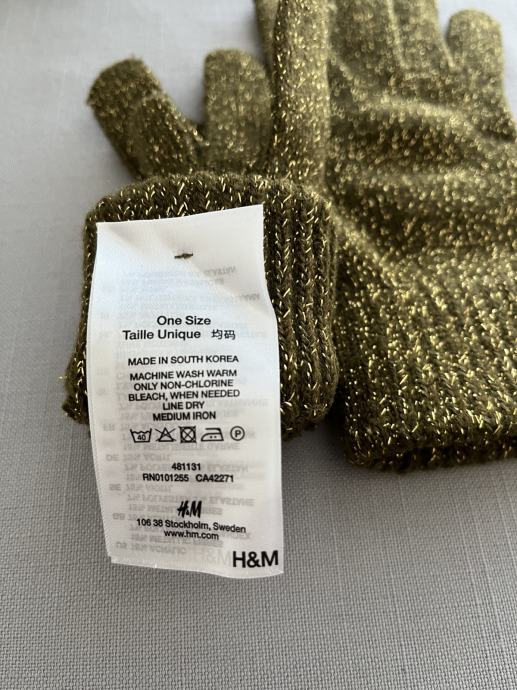 One Size
Taille Unique 均码
MADE IN SOUTH KOREA
MACHINE WASH WARM
ONLY NON-CHLORINE
BLEACH, WHEN NEEDED
LINE DRY
MEDIUM IRON
40 P
481131
RN0101255 CA42271
H&M
106 38 Stockholm, Sweden
www.hm.com
H&M